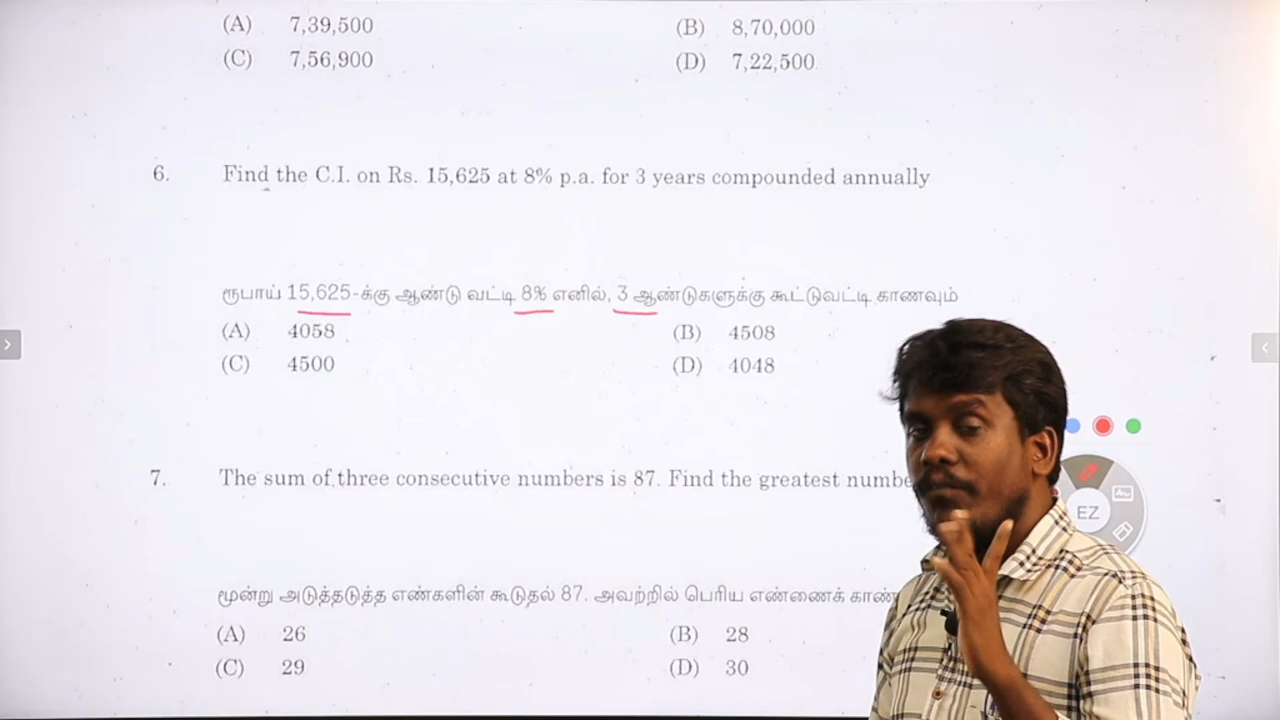 (A) 7,39,500 (B) 8,70,000
(C) 7,56,900 (D) 7,22,500
6. Find the C.I. on Rs. 15,625 at 8% p.a. for 3 years compounded annually
ரூபாய் 15,625-க்கு ஆண்டு வட்டி 8% எனில், 3 ஆண்டுகளுக்கு கூட்டுவட்டி காணவும்
(A) 4058 (B) 4508
(C) 4500 (D) 4048
7. The sum of three consecutive numbers is 87. Find the greatest numbe
EZ
மூன்று அடுத்தடுத்த எண்களின் கூடுதல் 87. அவற்றில் பெரிய எண்ணைக்
(A) 26 (B) 28
(C) 29 (D) 30